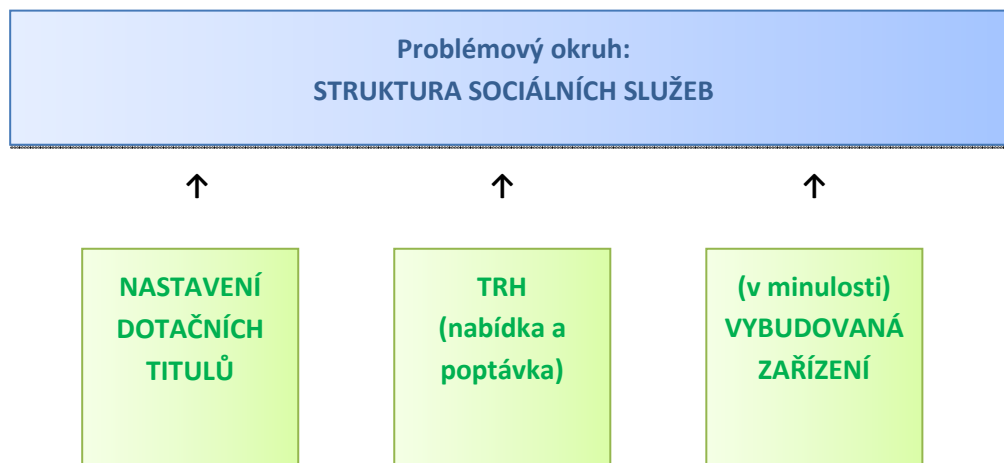 Problémový okruh:
STRUKTURA SOCIÁLNÍCH SLUŽEB
↑ ↑ ↑
NASTAVENÍ
DOTAČNÍCH
TITULŮ
TRH
(nabídka a
poptávka)
(v minulosti)
VYBUDOVANÁ
ZAŘÍZENÍ